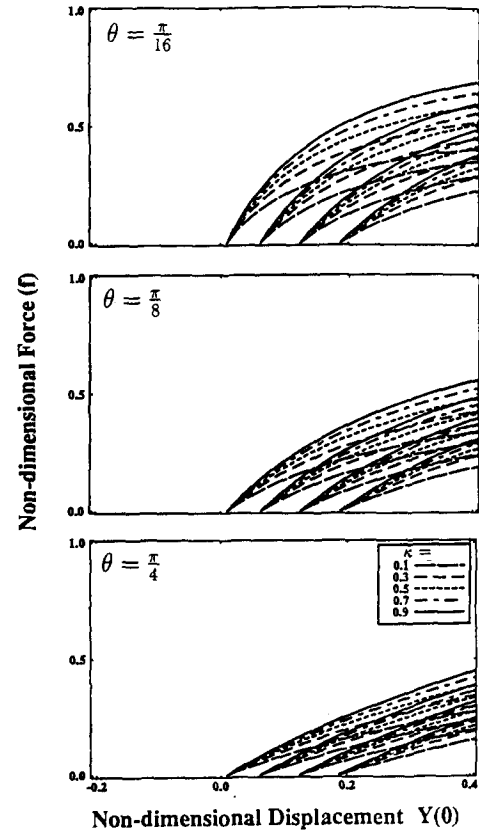 1.0
θ = π/16
0.5
0.0
1.0
θ = π/8
0.5
0.0
1.0
θ = π/4
κ =
0.1
0.3
0.5
0.7
0.9
0.5
0.0
-0.2 0.0 0.2 0.4
Non-dimensional Force (f)
Non-dimensional Displacement Y(0)